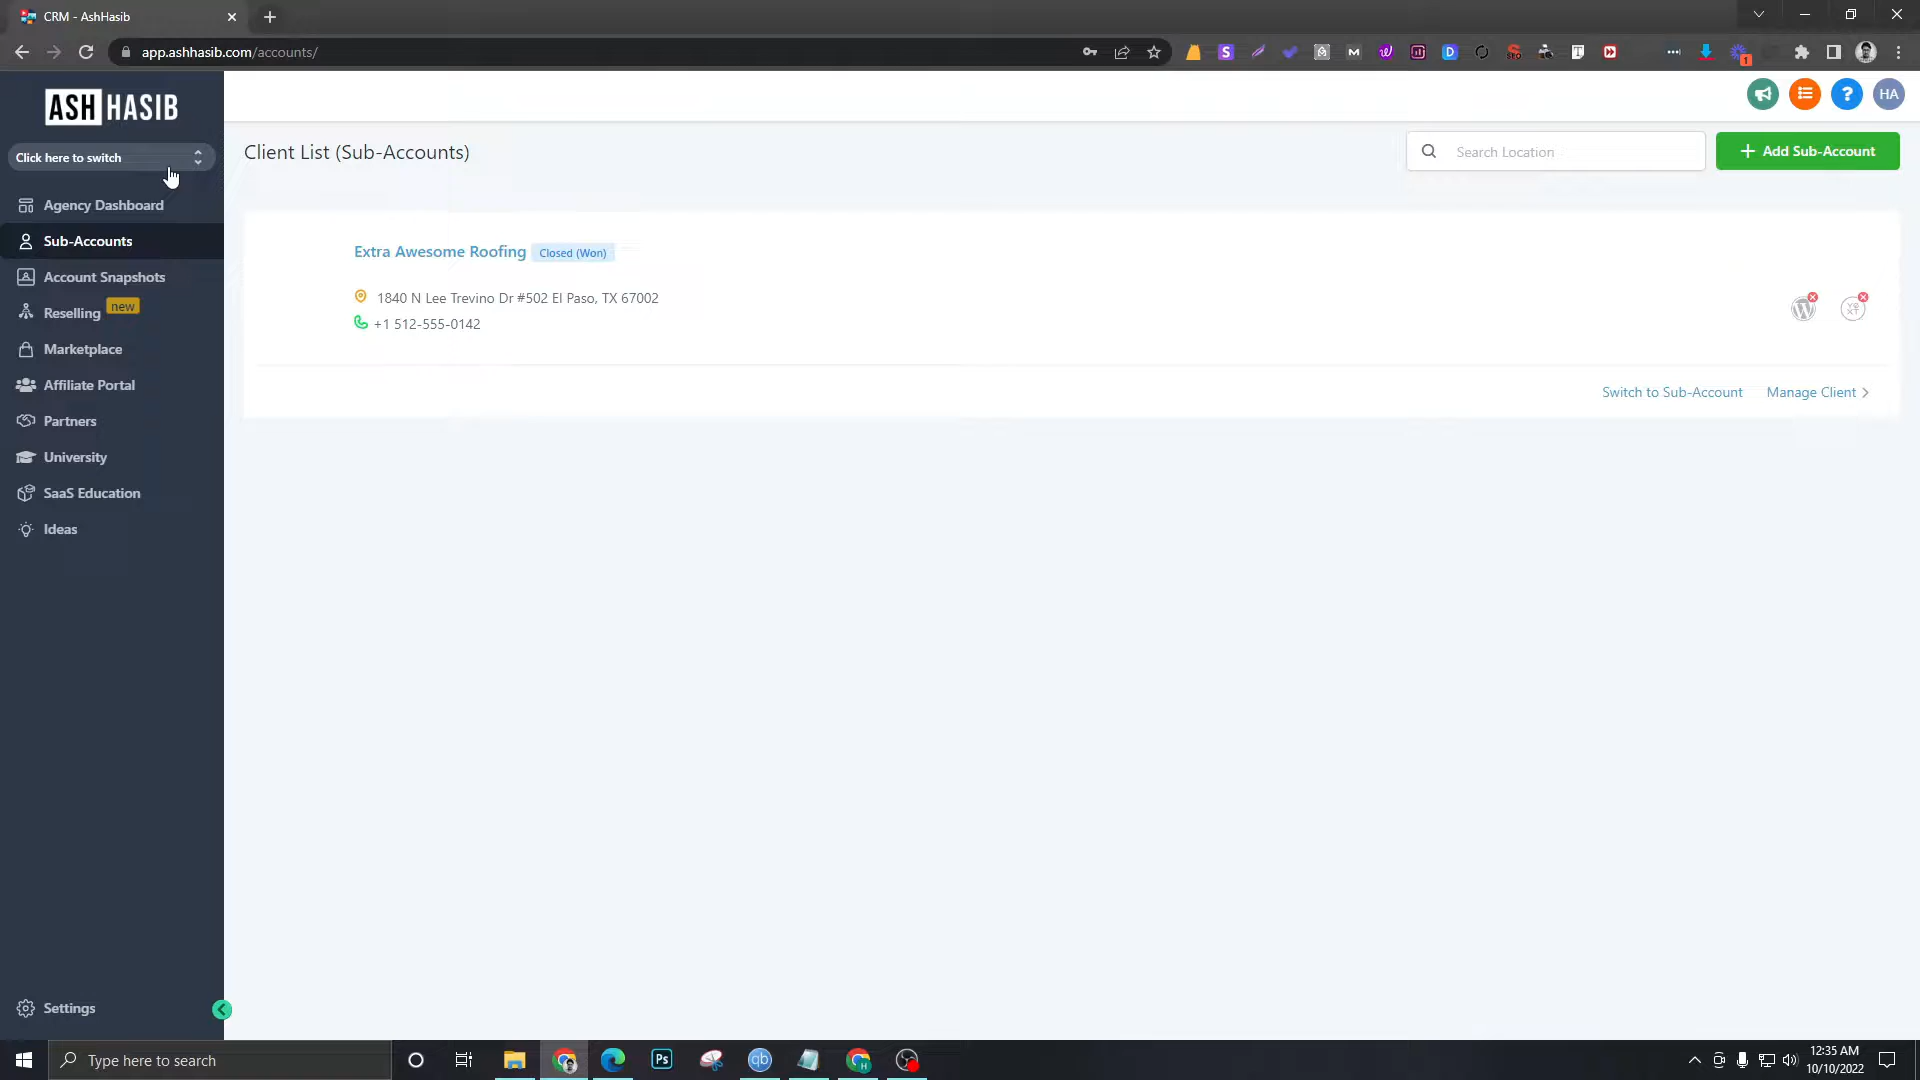 CRM - AshHasib
app.ashhasib.com/accounts/
ASH HASIB
Click here to switch
HA
Client List (Sub-Accounts)
Search Location
Add Sub-Account
Agency Dashboard
Sub-Accounts
Account Snapshots
Reselling new
Marketplace
Affiliate Portal
Partners
University
SaaS Education
Ideas
Extra Awesome Roofing Closed (Won)
1840 N Lee Trevino Dr #502 El Paso, TX 67002
+1 512-555-0142
Switch to Sub-Account Manage Client
Settings
Type here to search
Ps
qb
12:35 AM
10/10/2022